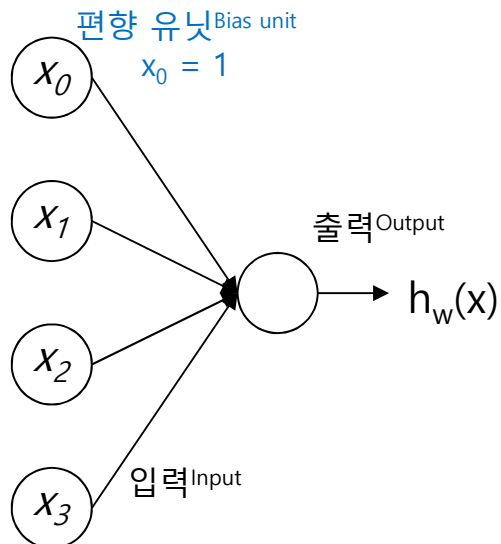 편향 유닛Bias unit
x₀ = 1
x₀
x₁
출력Output
h_w(x)
x₂
입력Input
x₃